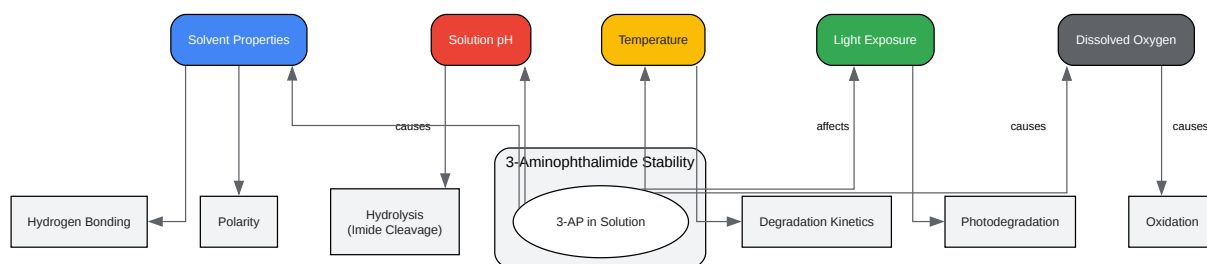 Solvent Properties
Solution pH
Temperature
Light Exposure
Dissolved Oxygen
causes
affects
causes
causes
3-Aminophthalimide Stability
Hydrogen Bonding
Polarity
Hydrolysis
(Imide Cleavage)
3-AP in Solution
Degradation Kinetics
Photodegradation
Oxidation